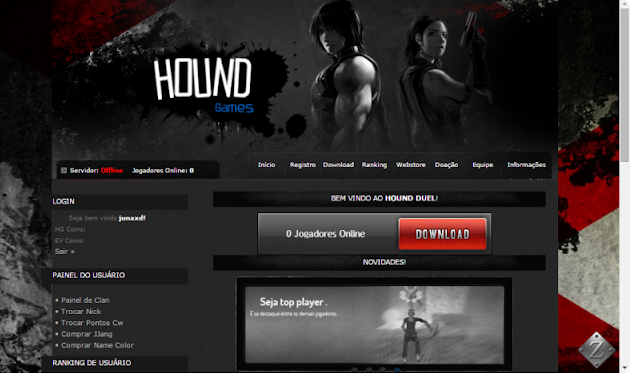 HOUND
Games
Servidor: Offline Jogadores Online: 0
Início Registro Download Ranking Webstore Doação Equipe Informações
LOGIN
Seja bem vindo junaxd!
HG Coins:
EV Coins:
Sair »
PAINEL DO USUÁRIO
Painel de Clan
Trocar Nick
Trocar Pontos Cw
Comprar JJang
Comprar Name Color
RANKING DE USUÁRIO
BEM VINDO AO HOUND DUEL!
0 Jogadores Online
DOWNLOAD
NOVIDADES!
Seja top player .
E se destaque entre os demais jogadores.
Z